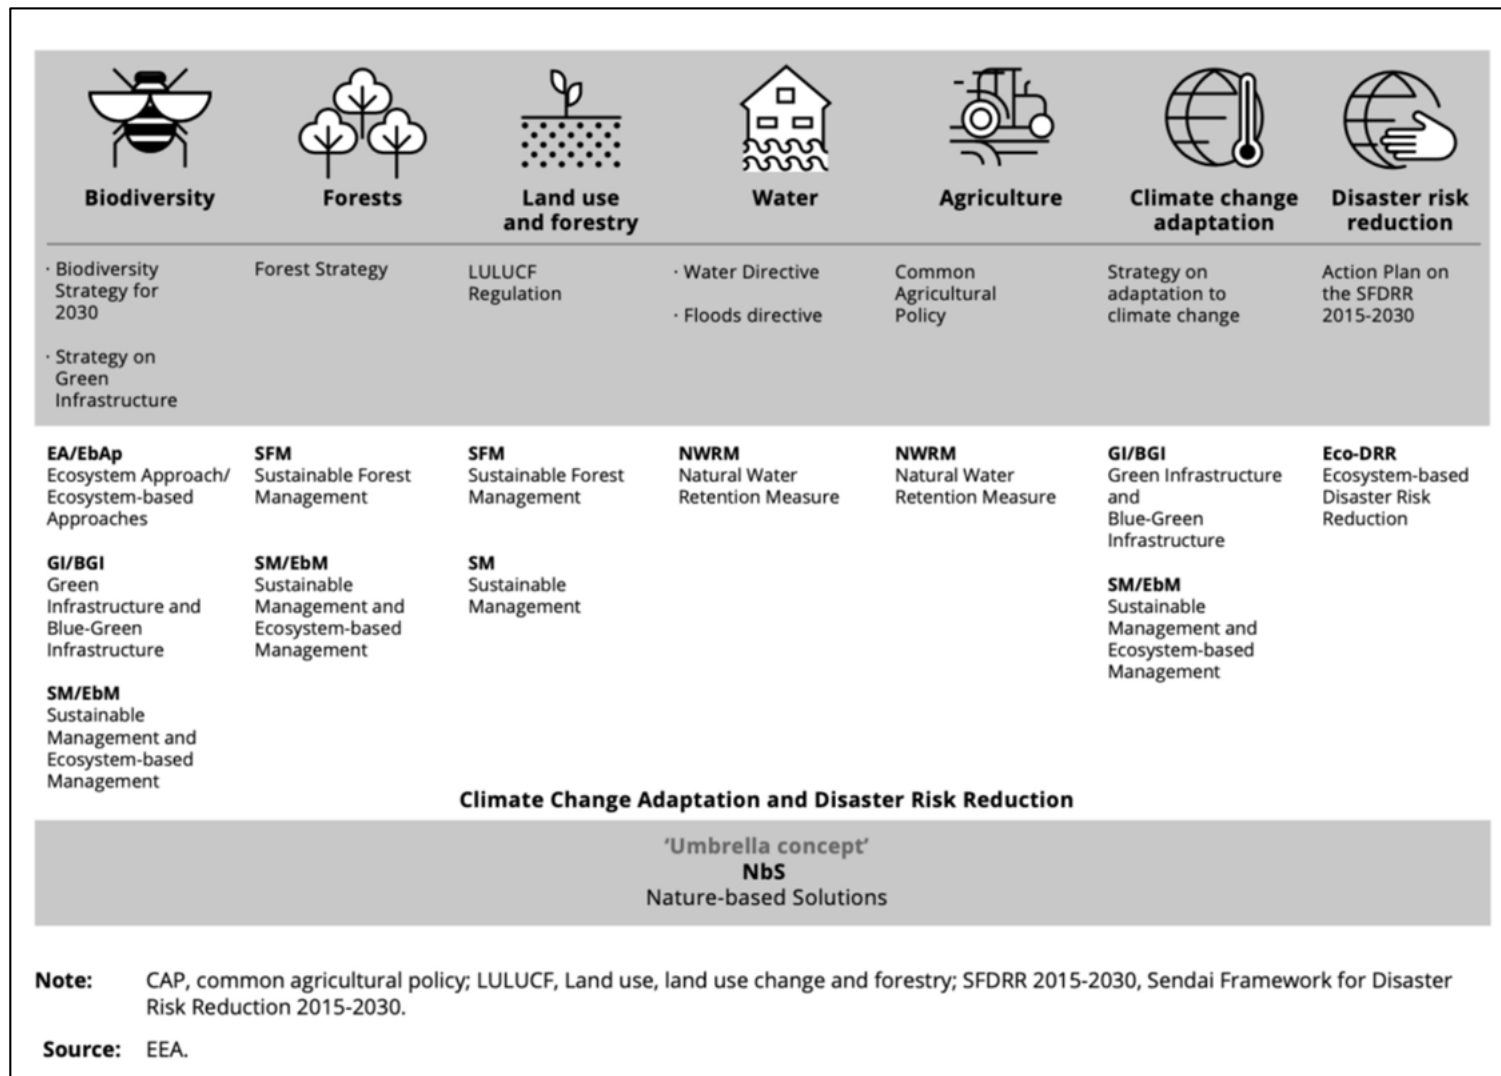 Biodiversity
Forests
Land use
and forestry
Water
Agriculture
Climate change
adaptation
Disaster risk
reduction
· Biodiversity
Strategy for
2030
· Strategy on
Green
Infrastructure
Forest Strategy
LULUCF
Regulation
· Water Directive
· Floods directive
Common
Agricultural
Policy
Strategy on
adaptation to
climate change
Action Plan on
the SFDRR
2015-2030
EA/EbAp
Ecosystem Approach/
Ecosystem-based
Approaches
GI/BGI
Green
Infrastructure and
Blue-Green
Infrastructure
SM/EbM
Sustainable
Management and
Ecosystem-based
Management
SFM
Sustainable Forest
Management
SM/EbM
Sustainable
Management and
Ecosystem-based
Management
SFM
Sustainable Forest
Management
SM
Sustainable
Management
NWRM
Natural Water
Retention Measure
NWRM
Natural Water
Retention Measure
GI/BGI
Green Infrastructure
and
Blue-Green
Infrastructure
SM/EbM
Sustainable
Management and
Ecosystem-based
Management
Eco-DRR
Ecosystem-based
Disaster Risk
Reduction
Climate Change Adaptation and Disaster Risk Reduction
‘Umbrella concept’
NbS
Nature-based Solutions
Note: CAP, common agricultural policy; LULUCF, Land use, land use change and forestry; SFDRR 2015-2030, Sendai Framework for Disaster
Risk Reduction 2015-2030.
Source: EEA.